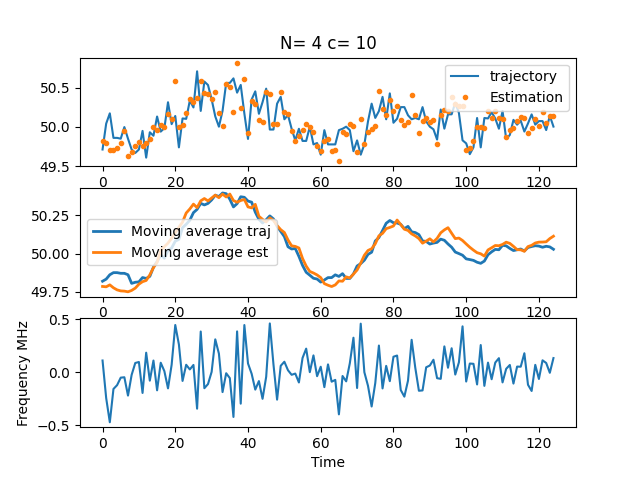 N= 4 c= 10
50.5
50.0
49.5
trajectory
Estimation
0 20 40 60 80 100 120
50.25
50.00
49.75
Moving average traj
Moving average est
0 20 40 60 80 100 120
0.5
0.0
−0.5
Frequency MHz
0 20 40 60 80 100 120
Time